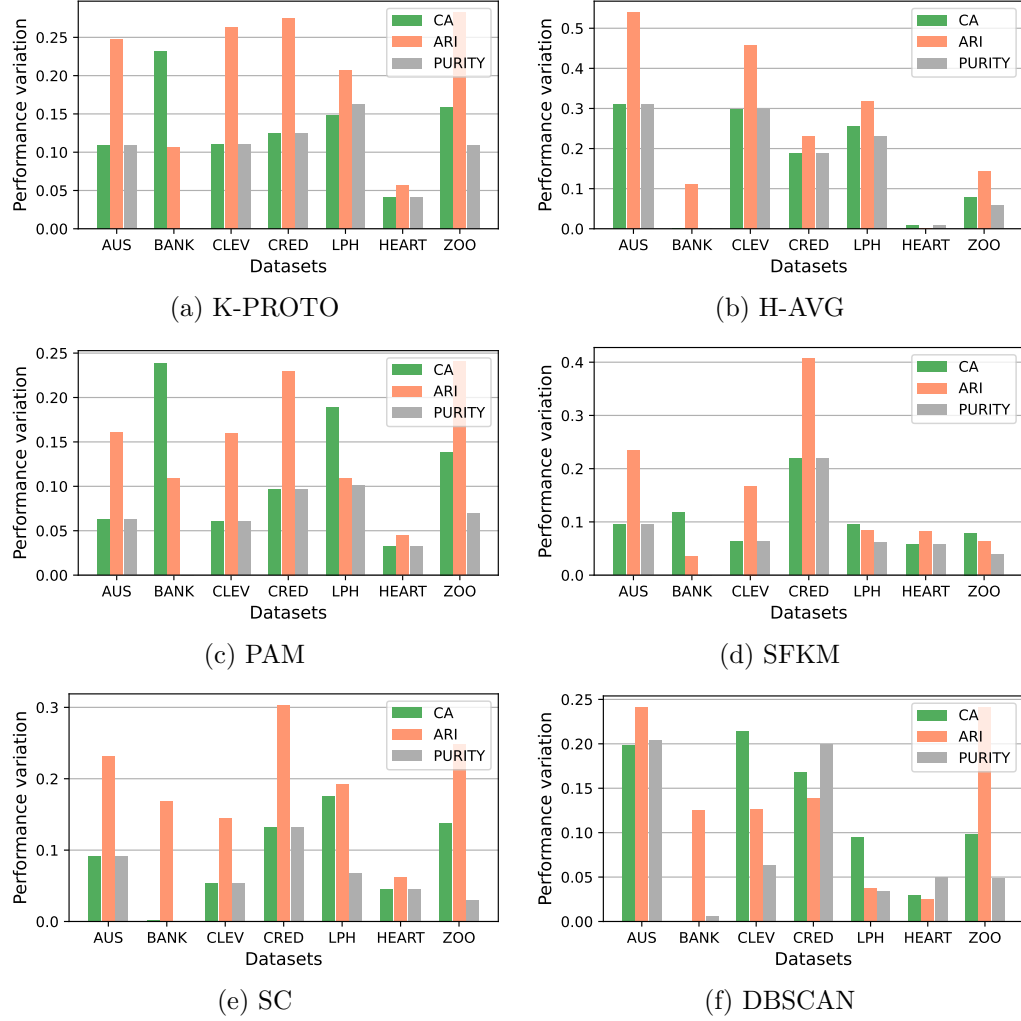 Performance variation
0.25
0.20
0.15
0.10
0.05
0.00
CA
ARI
PURITY
AUS BANK CLEV CRED LPH HEART ZOO
Datasets
(a) K-PROTO
Performance variation
0.5
0.4
0.3
0.2
0.1
0.0
CA
ARI
PURITY
AUS BANK CLEV CRED LPH HEART ZOO
Datasets
(b) H-AVG
Performance variation
0.25
0.20
0.15
0.10
0.05
0.00
CA
ARI
PURITY
AUS BANK CLEV CRED LPH HEART ZOO
Datasets
(c) PAM
Performance variation
0.4
0.3
0.2
0.1
0.0
CA
ARI
PURITY
AUS BANK CLEV CRED LPH HEART ZOO
Datasets
(d) SFKM
Performance variation
0.3
0.2
0.1
0.0
CA
ARI
PURITY
AUS BANK CLEV CRED LPH HEART ZOO
Datasets
(e) SC
Performance variation
0.25
0.20
0.15
0.10
0.05
0.00
CA
ARI
PURITY
AUS BANK CLEV CRED LPH HEART ZOO
Datasets
(f) DBSCAN